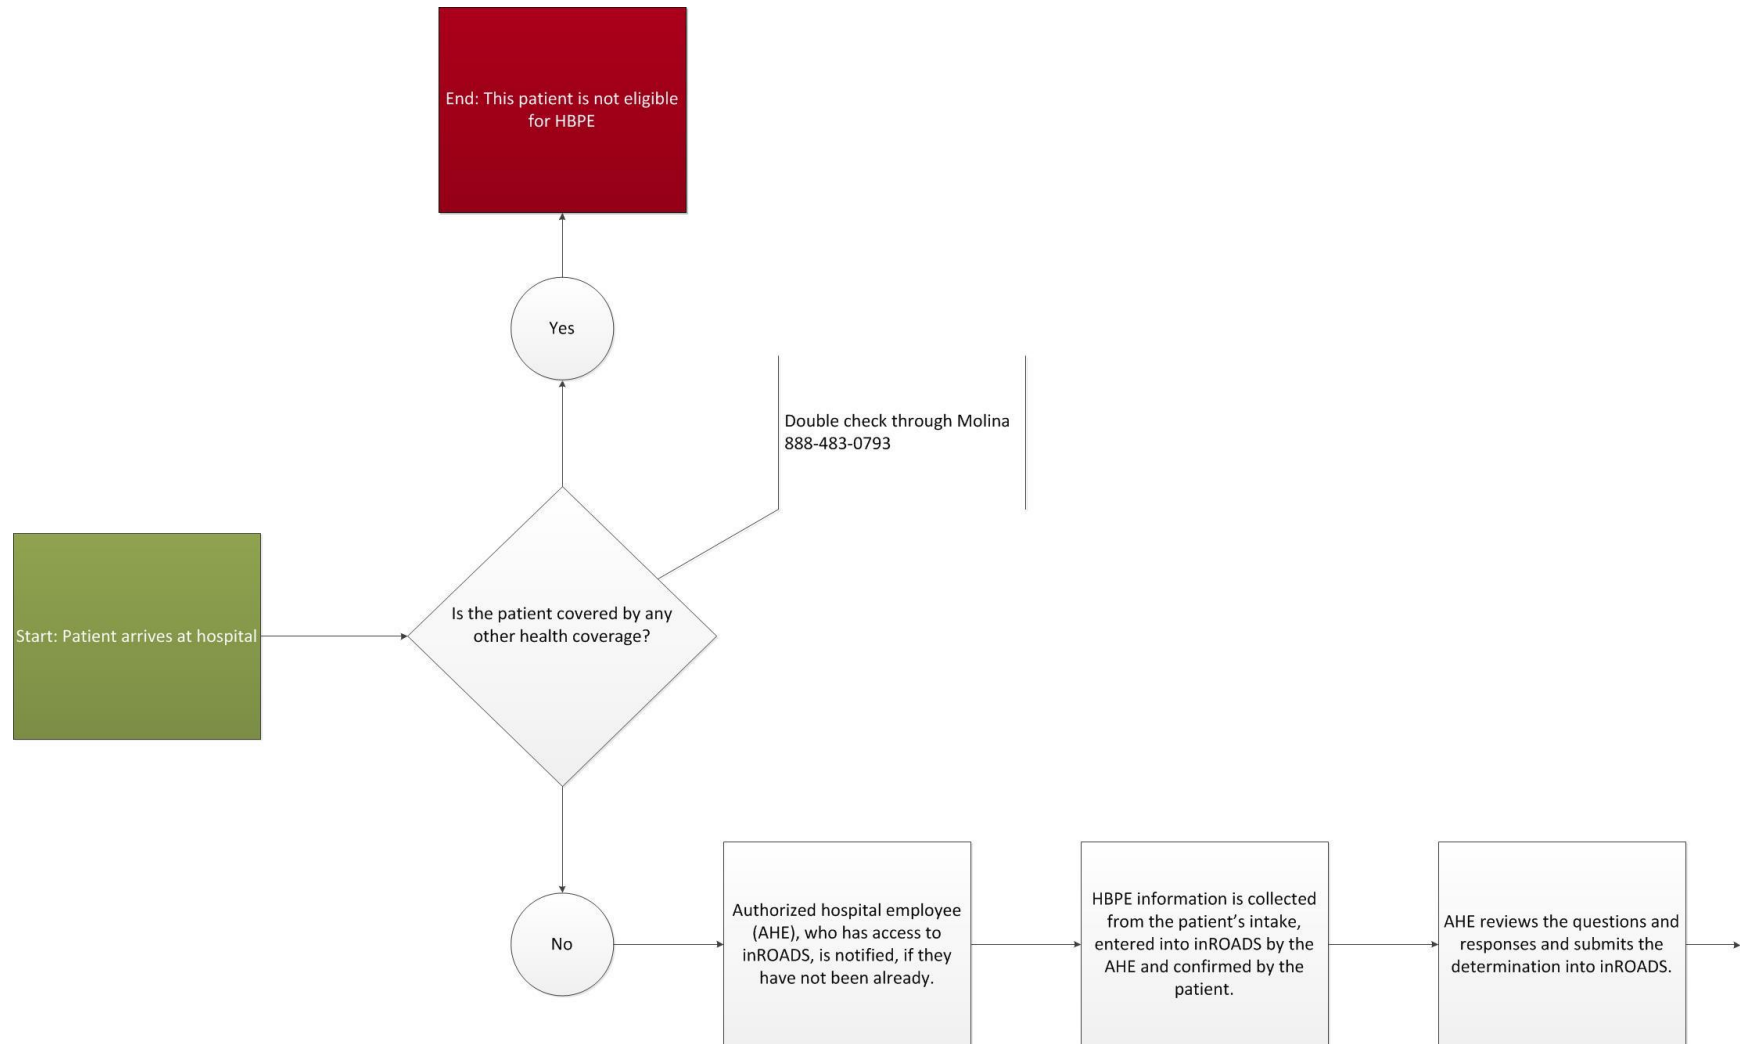 End: This patient is not eligible
for HBPE
Yes
Double check through Molina
888-483-0793
Is the patient covered by any
other health coverage?
Start: Patient arrives at hospital
No
Authorized hospital employee
(AHE), who has access to
inROADS, is notified, if they
have not been already.
HBPE information is collected
from the patient’s intake,
entered into inROADS by the
AHE and confirmed by the
patient.
AHE reviews the questions and
responses and submits the
determination into inROADS.